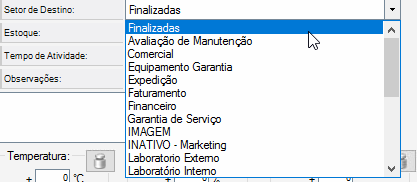 Setor de Destino: Finalizadas
Finalizadas
Avaliação de Manutenção
Estoque: Comercial
Equipamento Garantia
Tempo de Atividade: Expedição
Faturamento
Observações: Financeiro
Garantia de Serviço
IMAGEM
INATIVO - Marketing
Temperatura: Laboratorio Externo
Laboratório Interno
+ 0 °C